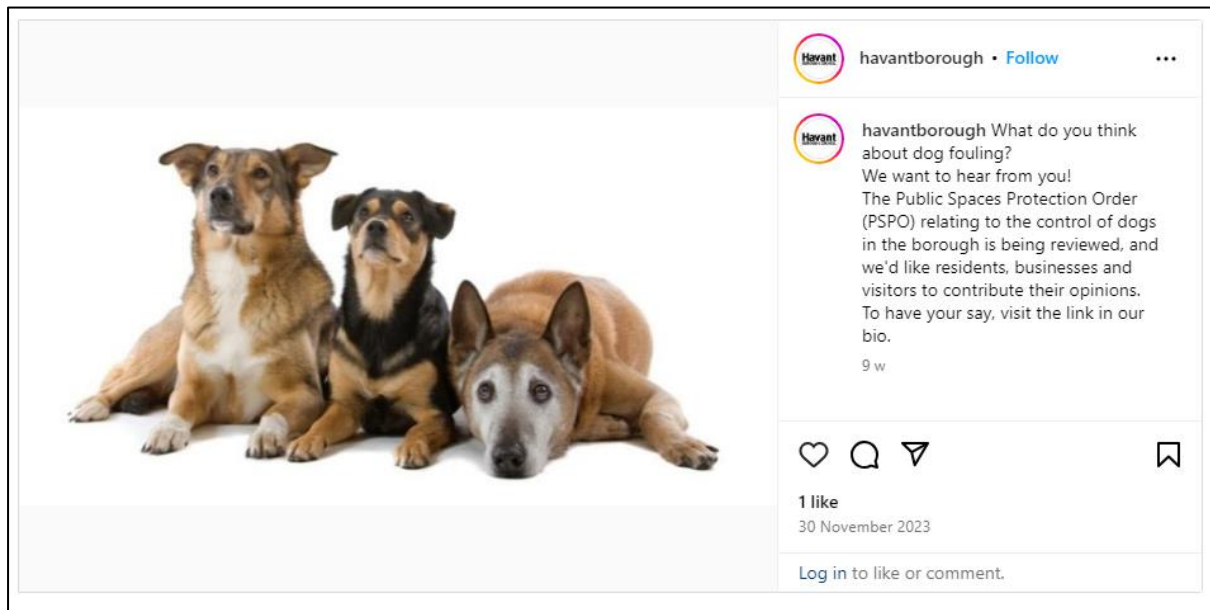 Havant
havantborough • Follow
Havant
havantborough What do you think
about dog fouling?
We want to hear from you!
The Public Spaces Protection Order
(PSPO) relating to the control of dogs
in the borough is being reviewed, and
we'd like residents, businesses and
visitors to contribute their opinions.
To have your say, visit the link in our
bio.
9 w
1 like
30 November 2023
Log in to like or comment.